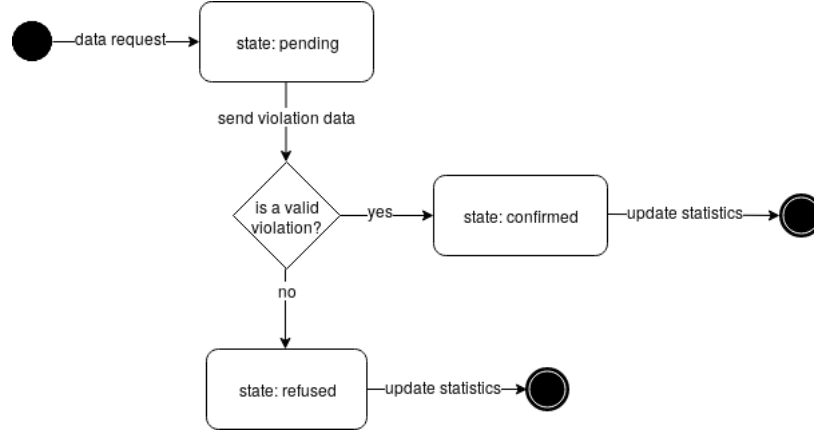 data request
state: pending
send violation data
is a valid
violation?
yes
state: confirmed
update statistics
no
state: refused
update statistics